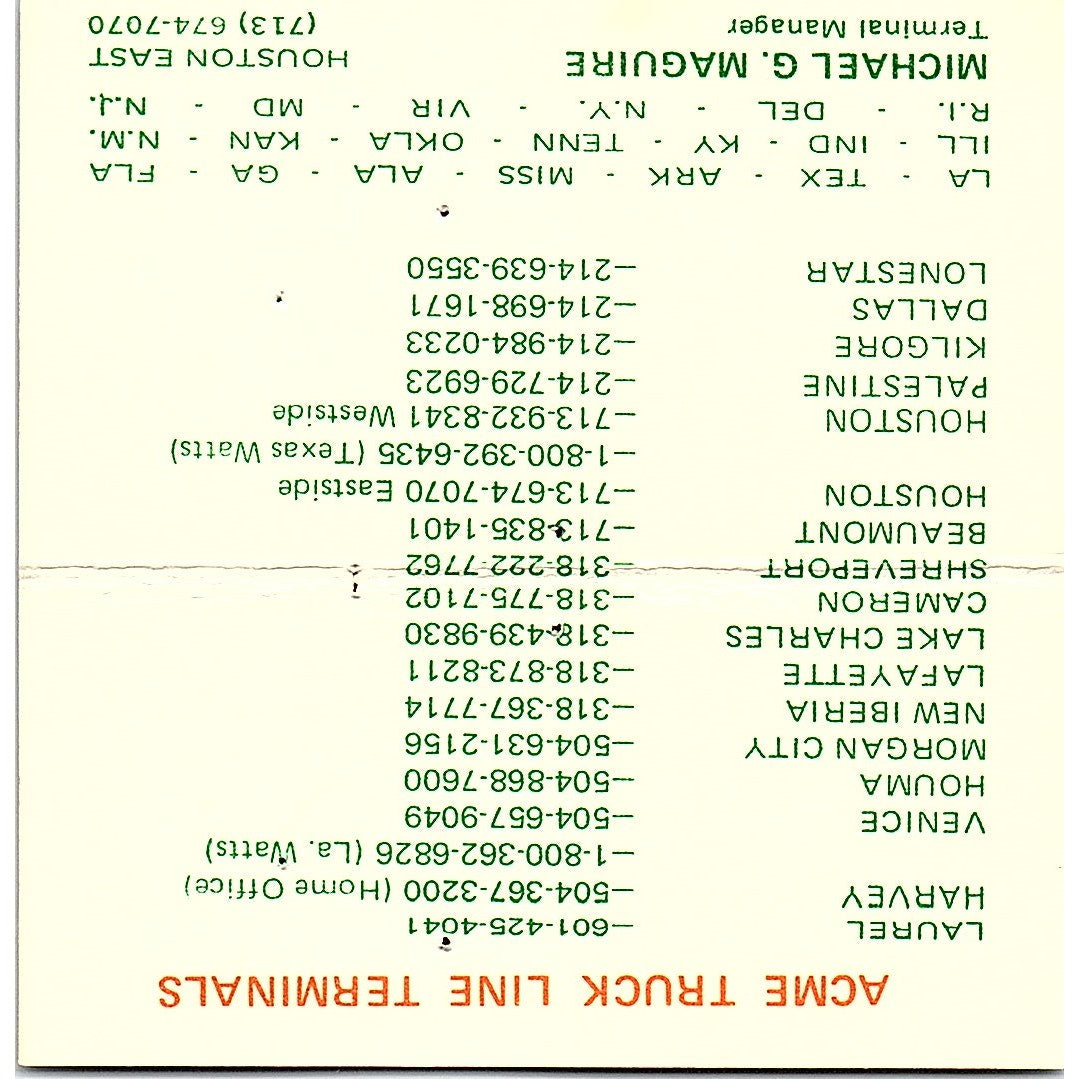 ACME TRUCK LINE TERMINALS
LAUREL —601-425-4041
HARVEY —504-367-3200 (Home Office)
—1-800-362-6826 (La. Watts)
VENICE —504-657-9049
HOUMA —504-868-7600
MORGAN CITY —504-631-2156
NEW IBERIA —318-367-7714
LAFAYETTE —318-873-8211
LAKE CHARLES —318-439-9830
CAMERON —318-775-7102
SHREVEPORT —318-222-7762
BEAUMONT —713-835-1401
HOUSTON —713-674-7070 Eastside
—1-800-392-6435 (Texas Watts)
HOUSTON —713-932-8341 Westside
PALESTINE —214-729-6923
KILGORE —214-984-0233
DALLAS —214-698-1671
LONESTAR —214-639-3550
LA - TEX - ARK - MISS - ALA - GA - FLA
ILL - IND - KY - TENN - OKLA - KAN - N.M.
R.I. - DEL - N.Y. - VIR - MD - N.J.
MICHAEL G. MAGUIRE HOUSTON EAST
Terminal Manager (713) 674-7070